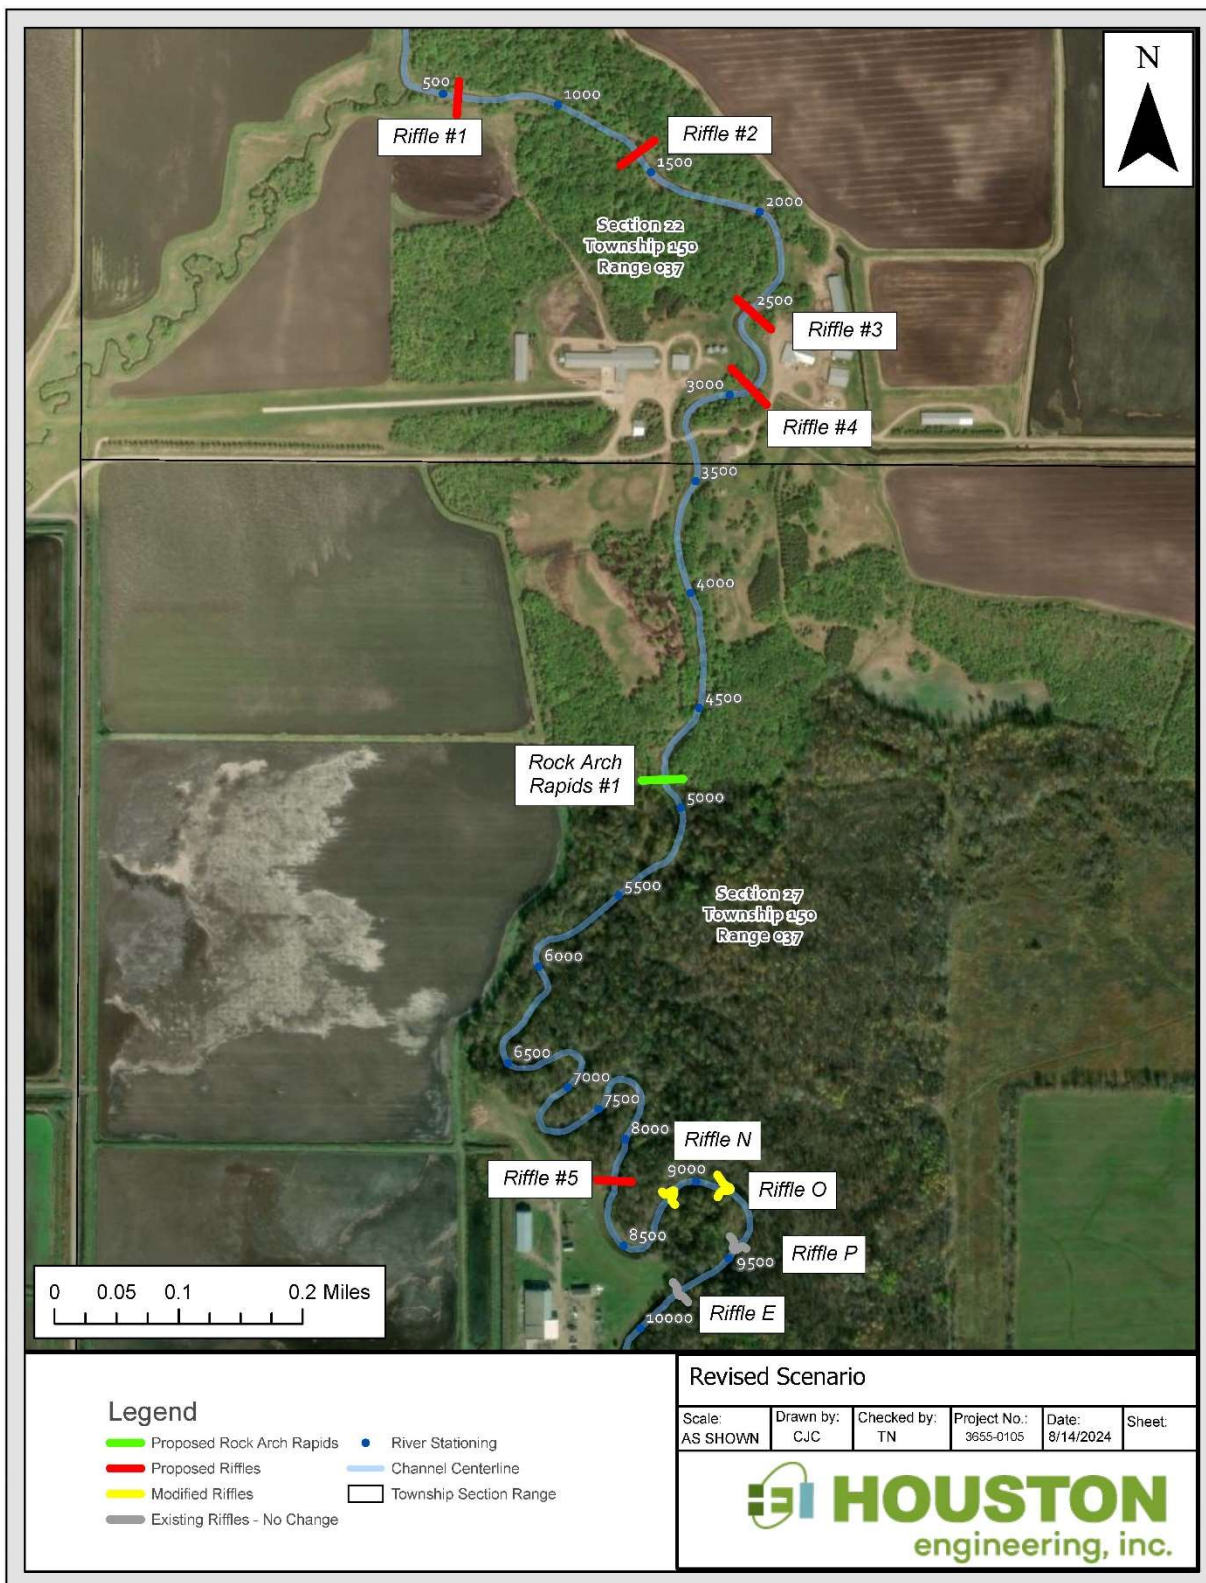 N
500
1000
Riffle #1
Riffle #2
1500
2000
Section 22
Township 150
Range 037
2500
Riffle #3
3000
Riffle #4
3500
4000
4500
Rock Arch
Rapids #1
5000
5500
Section 27
Township 150
Range 037
6000
6500
7000
7500
8000
Riffle N
Riffle #5
9000
Riffle O
8500
Riffle P
9500
Riffle E
10000
0 0.05 0.1 0.2 Miles
Legend
Proposed Rock Arch Rapids
Proposed Riffles
Modified Riffles
Existing Riffles - No Change
River Stationing
Channel Centerline
Township Section Range
Revised Scenario
Scale:
AS SHOWN
Drawn by:
CJC
Checked by:
TN
Project No.:
3655-0105
Date:
8/14/2024
Sheet:
HOUSTON
engineering, inc.